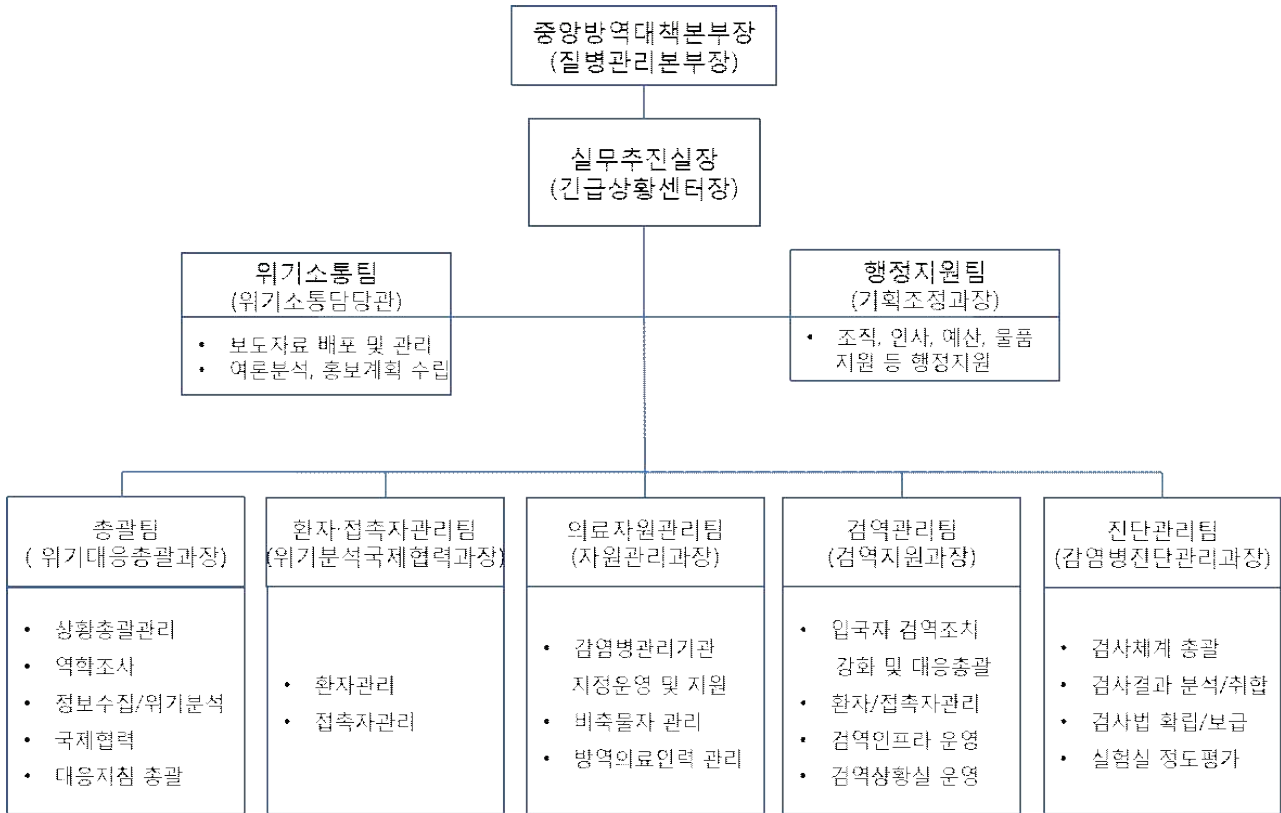 중앙방역대책본부장
(질병관리본부장)
실무추진실장
(긴급상황센터장)
위기소통팀
(위기소통담당관)
• 보도자료 배포 및 관리
• 여론분석, 홍보계획 수립
행정지원팀
(기획조정과장)
• 조직, 인사, 예산, 물품
지원 등 행정지원
총괄팀
( 위기대응총괄과장)
• 상황총괄관리
• 역학조사
• 정보수집/위기분석
• 국제협력
• 대응지침 총괄
환자·접촉자관리팀
(위기분석국제협력과장)
• 환자관리
• 접촉자관리
의료자원관리팀
(자원관리과장)
• 감염병관리기관
지정운영 및 지원
• 비축물자 관리
• 방역의료인력 관리
검역관리팀
(검역지원과장)
• 입국자 검역조치
강화 및 대응총괄
• 환자/접촉자관리
• 검역인프라 운영
• 검역상황실 운영
진단관리팀
(감염병진단관리과장)
• 검사체계 총괄
• 검사결과 분석/취합
• 검사법 확립/보급
• 실험실 정도평가